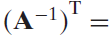 (A⁻¹)ᵀ =